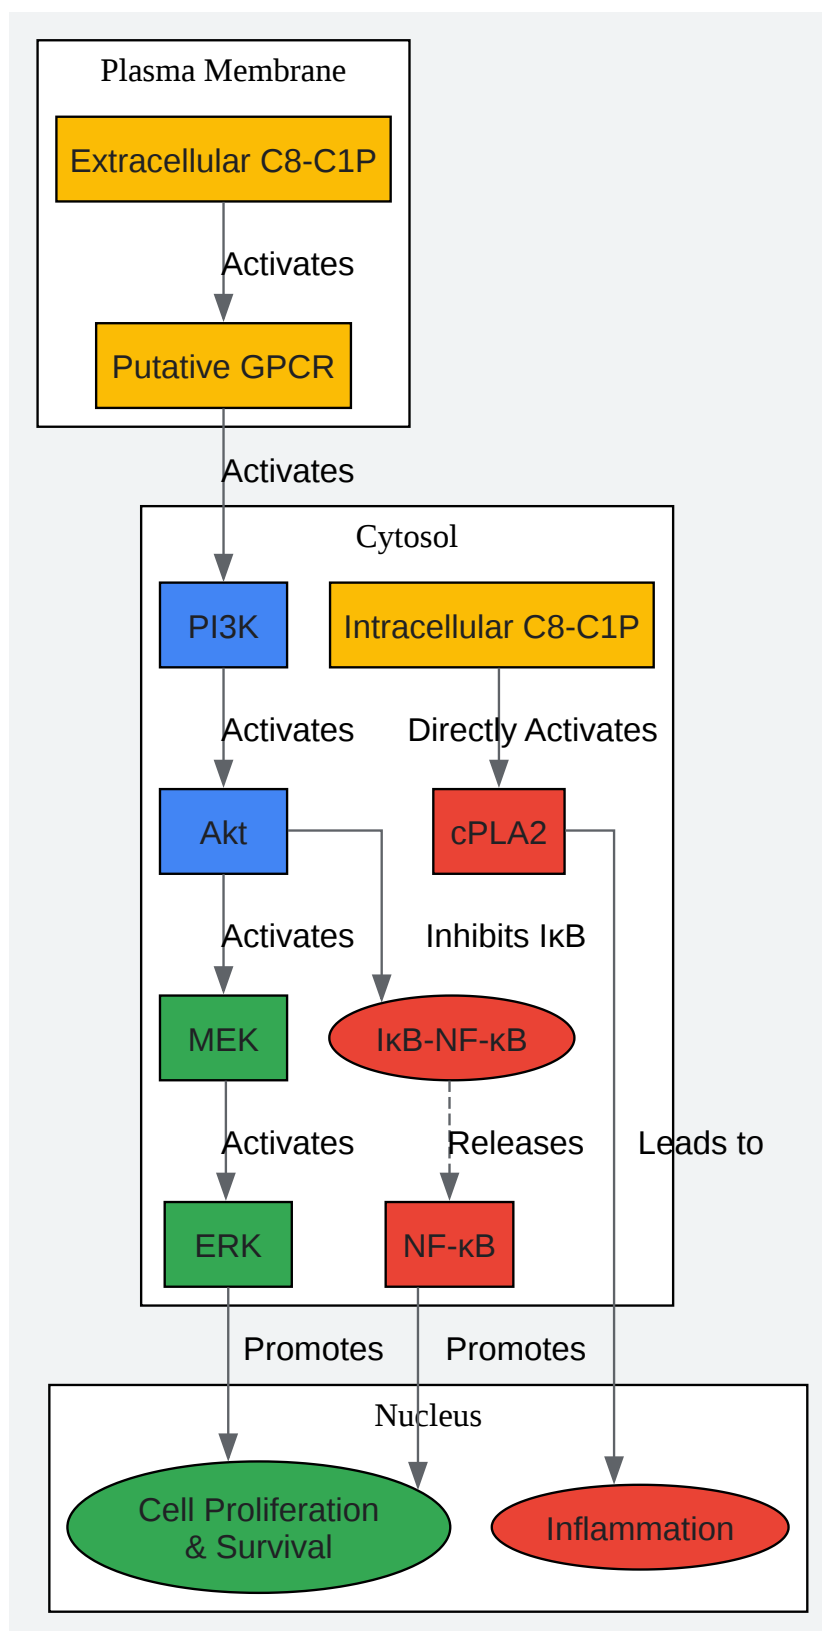 Plasma Membrane
Extracellular C8-C1P
Activates
Putative GPCR
Activates
Cytosol
PI3K
Intracellular C8-C1P
Activates
Directly Activates
Akt
cPLA2
Activates
Inhibits IκB
MEK
IκB-NF-κB
Activates
Releases
Leads to
ERK
NF-κB
Promotes
Promotes
Nucleus
Cell Proliferation
& Survival
Inflammation